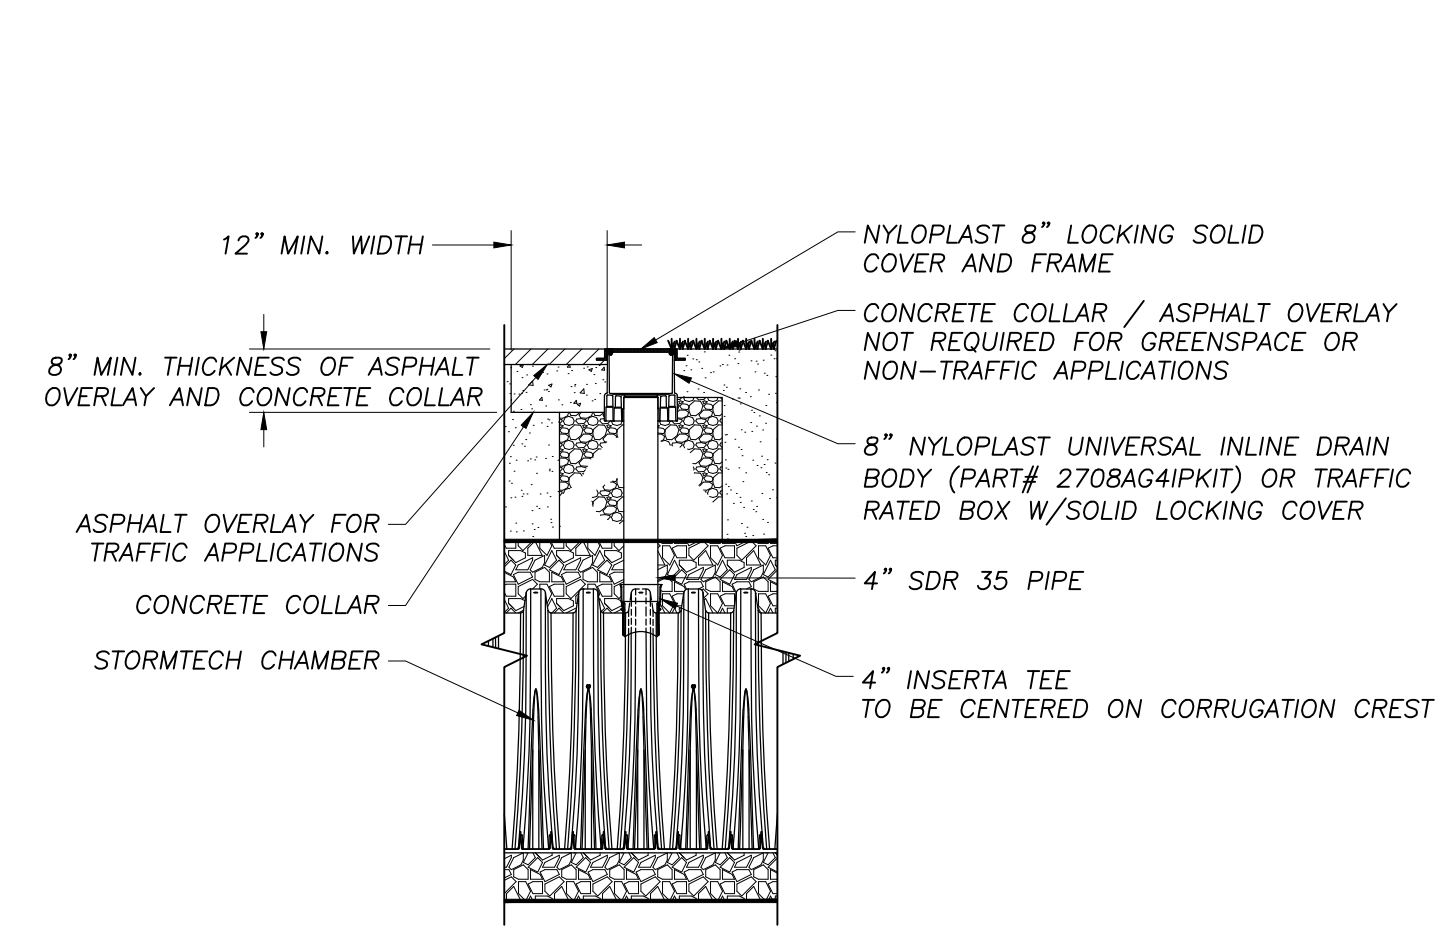 12” MIN. WIDTH
8” MIN. THICKNESS OF ASPHALT
OVERLAY AND CONCRETE COLLAR
ASPHALT OVERLAY FOR
TRAFFIC APPLICATIONS
CONCRETE COLLAR
STORMTECH CHAMBER
NYLOPLAST 8” LOCKING SOLID
COVER AND FRAME
CONCRETE COLLAR / ASPHALT OVERLAY
NOT REQUIRED FOR GREENSPACE OR
NON-TRAFFIC APPLICATIONS
8” NYLOPLAST UNIVERSAL INLINE DRAIN
BODY (PART# 2708AG4IPKIT) OR TRAFFIC
RATED BOX W/SOLID LOCKING COVER
4” SDR 35 PIPE
4” INSERTA TEE
TO BE CENTERED ON CORRUGATION CREST